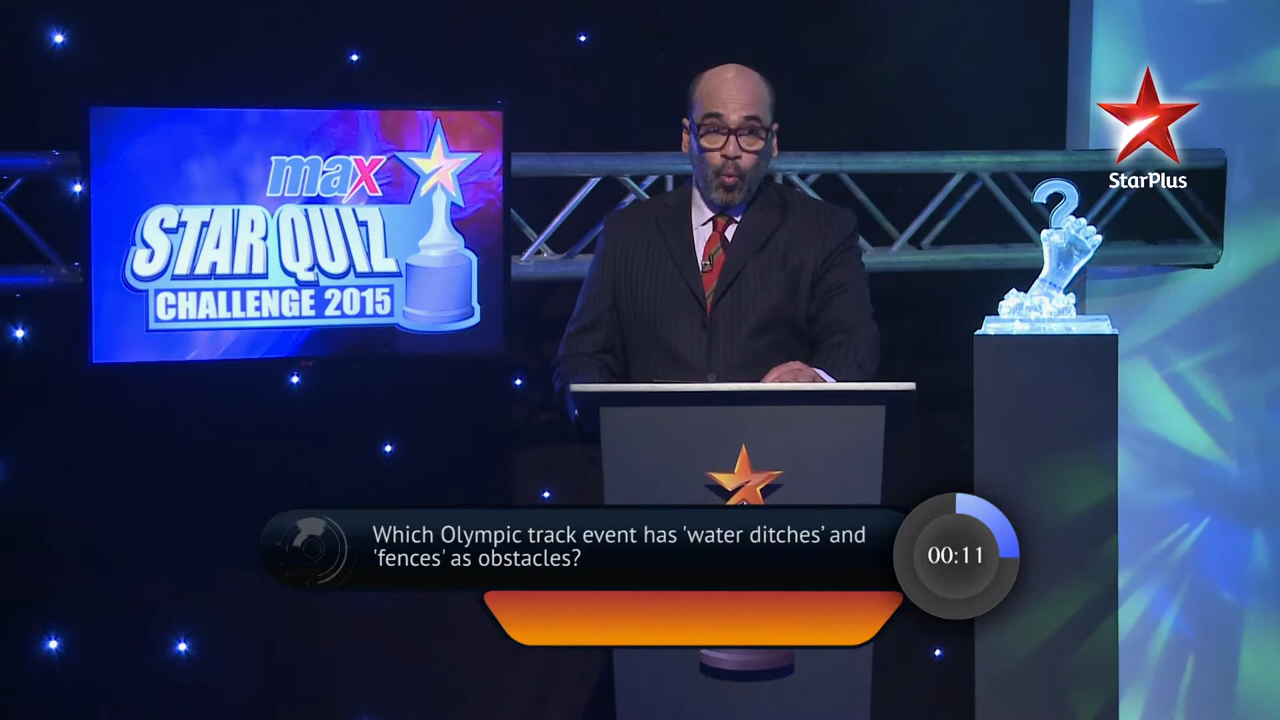 max
STAR QUIZ
CHALLENGE 2015
StarPlus
?
Which Olympic track event has 'water ditches’ and
'fences' as obstacles?
00:11